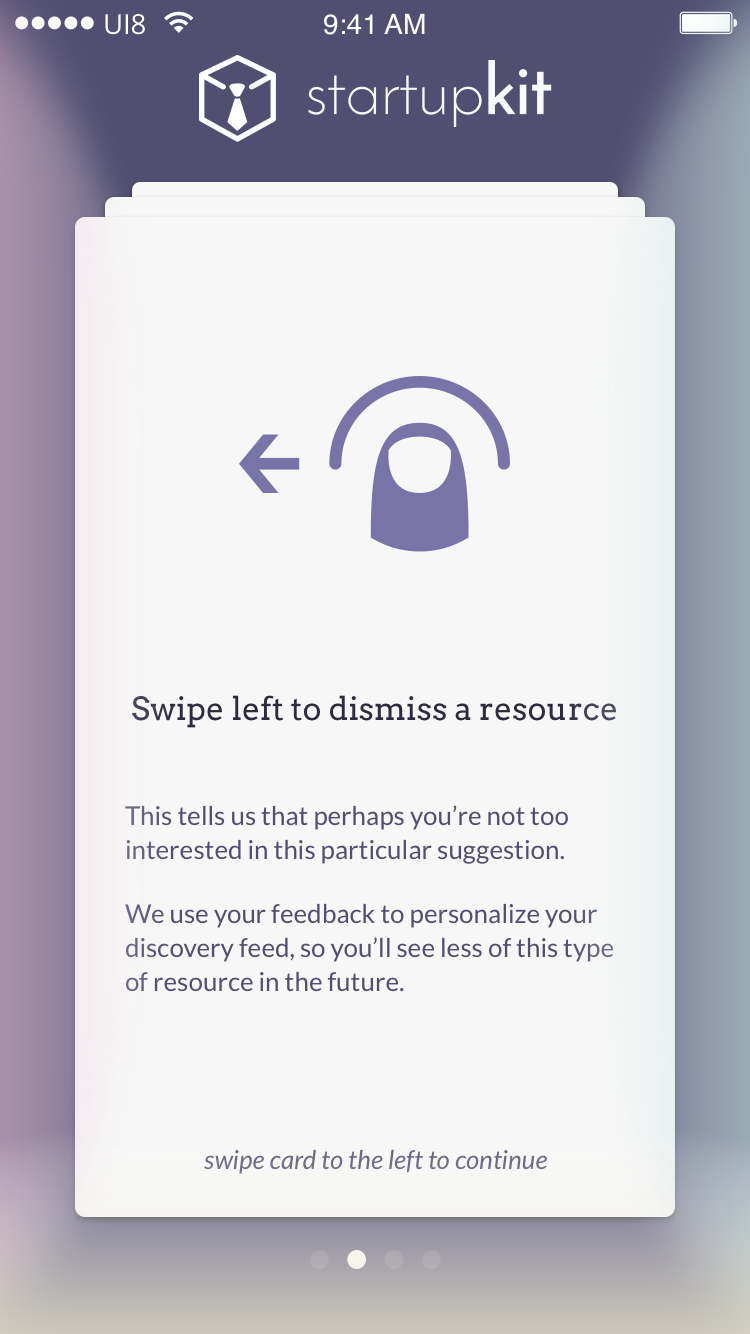 UI8 9:41 AM
startupkit
Swipe left to dismiss a resource
This tells us that perhaps you’re not too
interested in this particular suggestion.
We use your feedback to personalize your
discovery feed, so you’ll see less of this type
of resource in the future.
swipe card to the left to continue